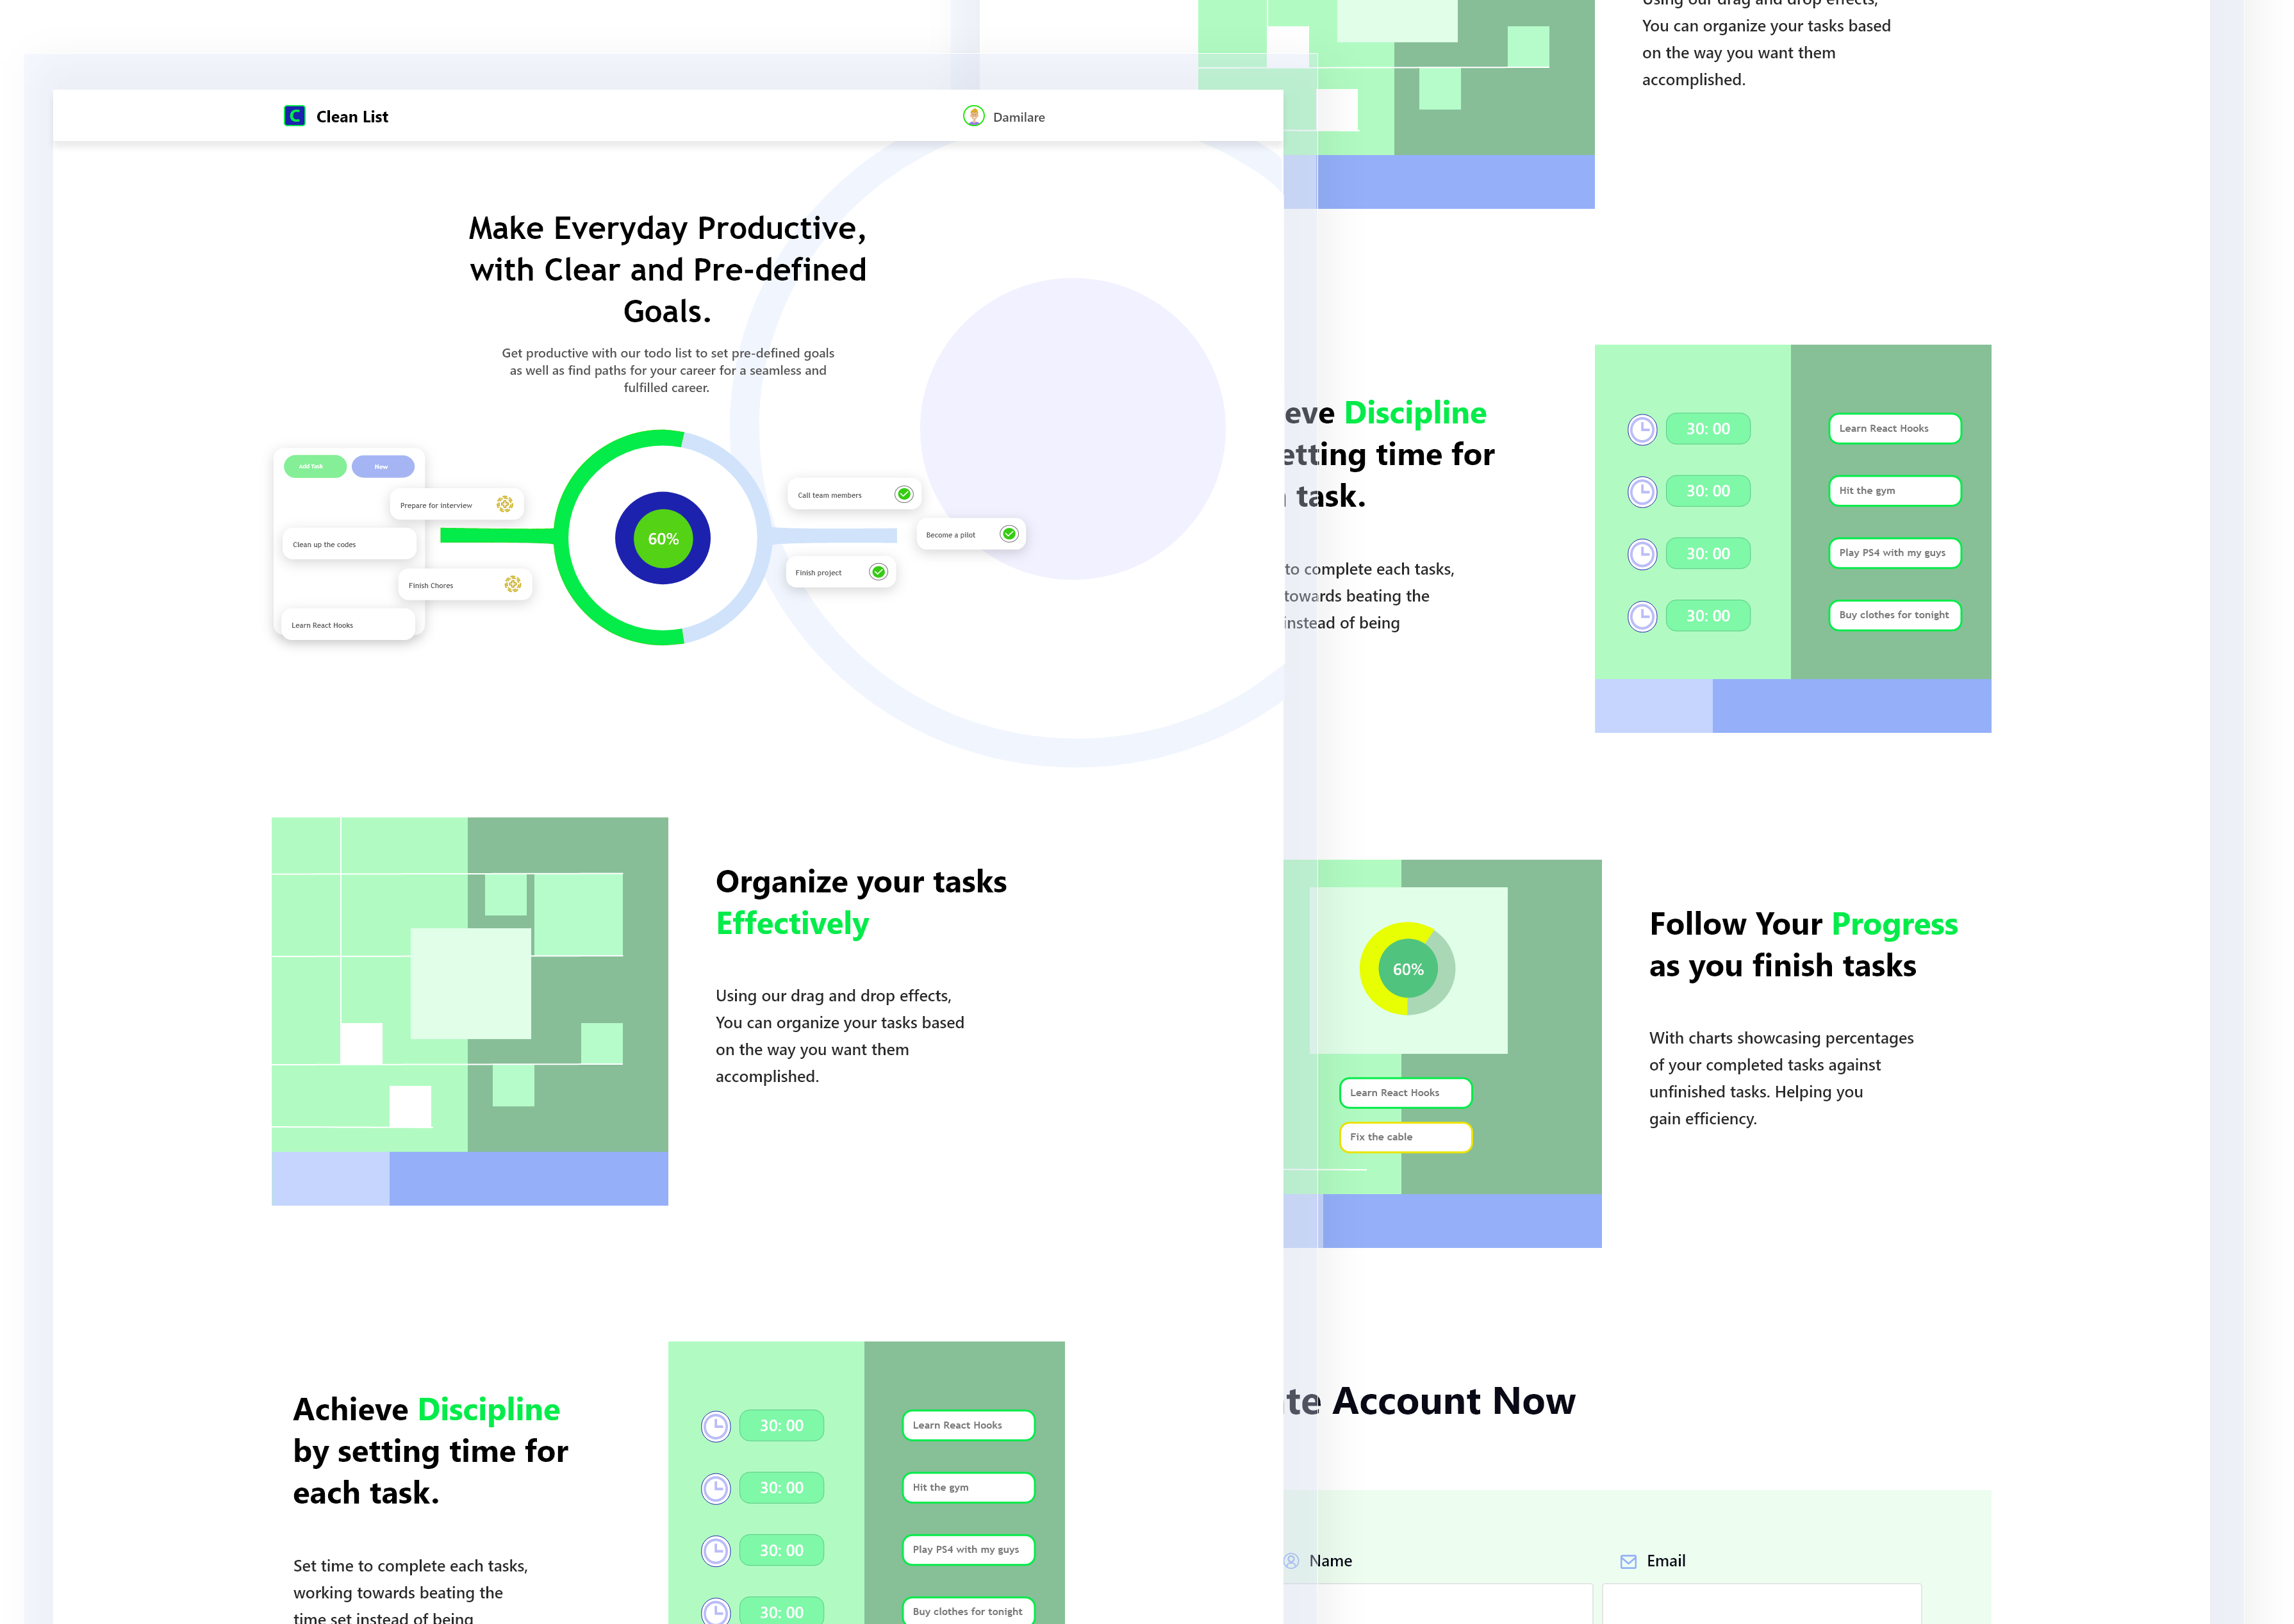 Clean List
Damilare
Make Everyday Productive,
with Clear and Pre-defined
Goals.
Get productive with our todo list to set pre-defined goals
as well as find paths for your career for a seamless and
fulfilled career.
Add Task
New
Prepare for interview
Clean up the codes
Finish Chores
Learn React Hooks
60%
Call team members
Become a pilot
Finish project
Organize your tasks
Effectively
Using our drag and drop effects,
You can organize your tasks based
on the way you want them
accomplished.
Achieve Discipline
by setting time for
each task.
Set time to complete each tasks,
working towards beating the
time set instead of being
30: 00
Learn React Hooks
30: 00
Hit the gym
30: 00
Play PS4 with my guys
30: 00
Buy clothes for tonight
Using our drag and drop effects,
You can organize your tasks based
on the way you want them
accomplished.
eve Discipline
etting time for
task.
to complete each tasks,
towards beating the
instead of being
30: 00
Learn React Hooks
30: 00
Hit the gym
30: 00
Play PS4 with my guys
30: 00
Buy clothes for tonight
60%
Learn React Hooks
Fix the cable
Follow Your Progress
as you finish tasks
With charts showcasing percentages
of your completed tasks against
unfinished tasks. Helping you
gain efficiency.
te Account Now
Name
Email